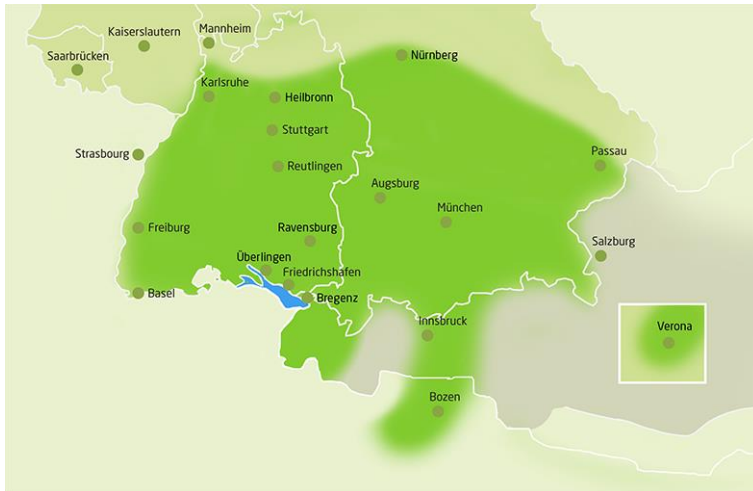 Kaiserslautern
Mannheim
Saarbrücken
Nürnberg
Karlsruhe
Heilbronn
Stuttgart
Strasbourg
Reutlingen
Passau
Augsburg
München
Freiburg
Ravensburg
Salzburg
Überlingen
Friedrichshafen
Basel
Bregenz
Innsbruck
Verona
Bozen